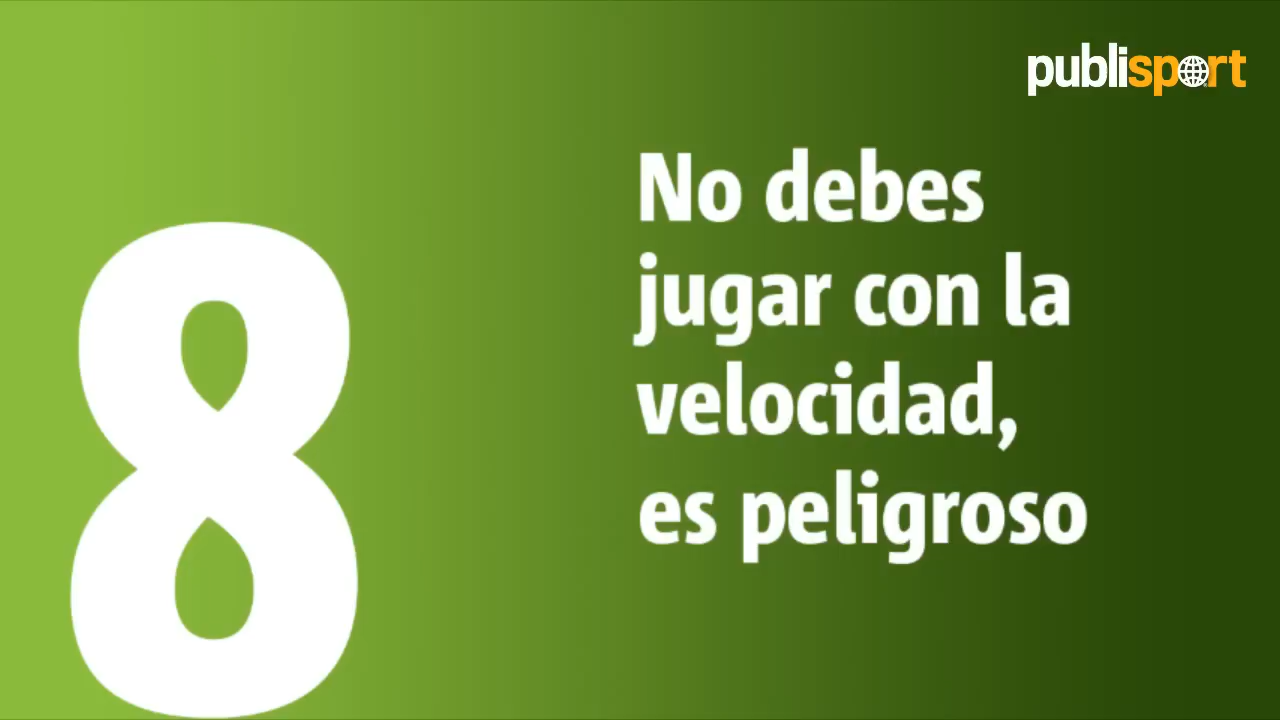 publisport
8
No debes
jugar con la
velocidad,
es peligroso